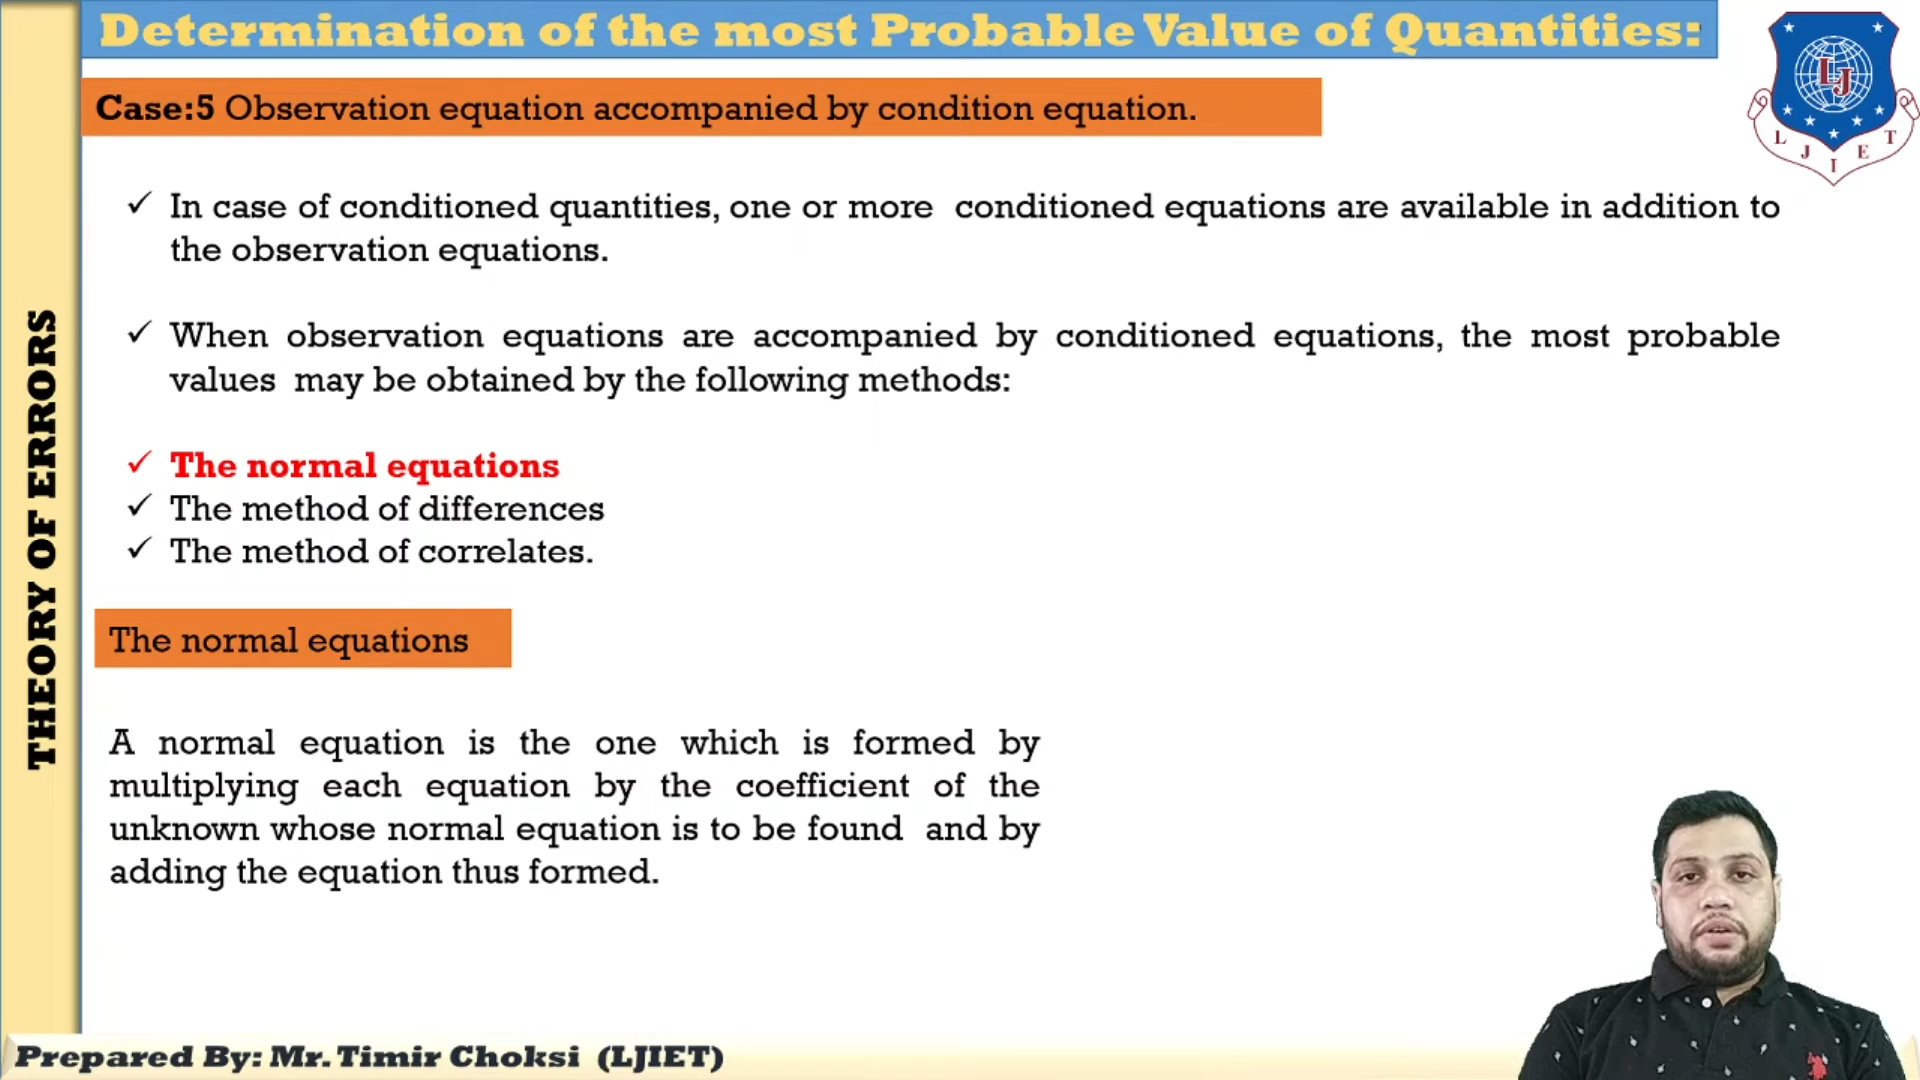 Determination of the most Probable Value of Quantities:
Case:5 Observation equation accompanied by condition equation.
LJ
L J I E T
✓ In case of conditioned quantities, one or more conditioned equations are available in addition to
the observation equations.
✓ When observation equations are accompanied by conditioned equations, the most probable
values may be obtained by the following methods:
✓ The normal equations
✓ The method of differences
✓ The method of correlates.
THEORY OF ERRORS
The normal equations
A normal equation is the one which is formed by
multiplying each equation by the coefficient of the
unknown whose normal equation is to be found and by
adding the equation thus formed.
Prepared By: Mr. Timir Choksi (LJIET)